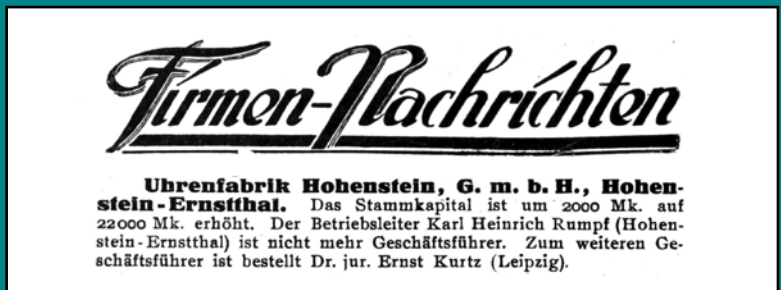 Firmen-Nachrichten
Uhrenfabrik Hohenstein, G. m. b. H., Hohen-
stein-Ernstthal. Das Stammkapital ist um 2000 Mk. auf
22000 Mk. erhöht. Der Betriebsleiter Karl Heinrich Rumpf (Hohen-
stein-Ernstthal) ist nicht mehr Geschäftsführer. Zum weiteren Ge-
schäftsführer ist bestellt Dr. jur. Ernst Kurtz (Leipzig).